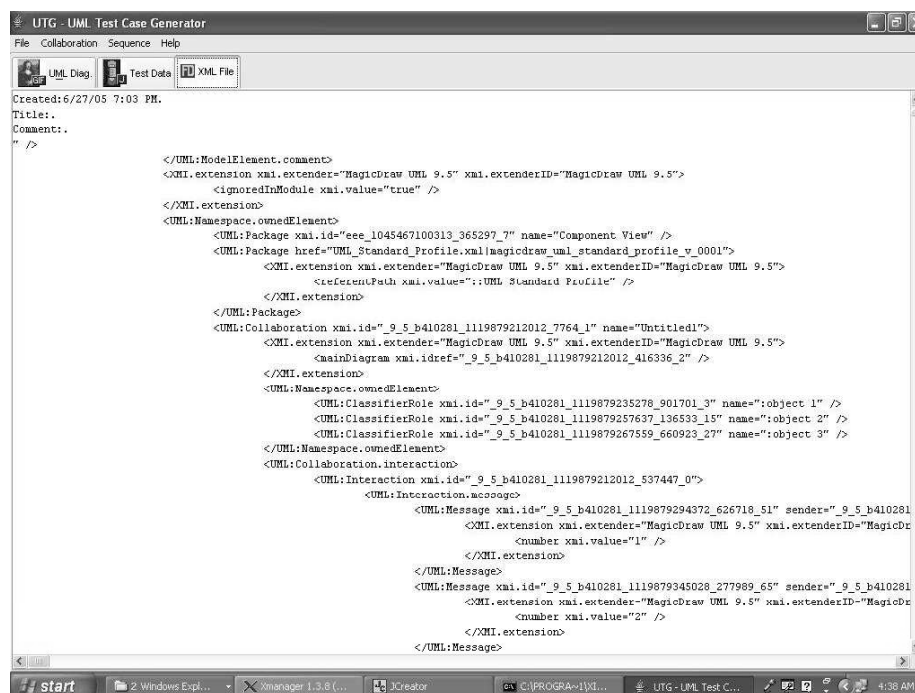 UTG - UML Test Case Generator
File Collaboration Sequence Help
GIF UML Diag. J Test Data XML File
Created:6/27/05 7:03 PM.
Title:.
Comment:.
" />
</UML:ModelElement.comment>
<XMI.extension xmi.extender="MagicDraw UML 9.5" xmi.extenderID="MagicDraw UML 9.5">
<ignoredInModule xmi.value="true" />
</XMI.extension>
<UML:Namespace.ownedElement>
<UML:Package xmi.id="eee_1045467100313_365297_7" name="Component View" />
<UML:Package href="UML_Standard_Profile.xml|magicdraw_uml_standard_profile_v_0001">
<XMI.extension xmi.extender="MagicDraw UML 9.5" xmi.extenderID="MagicDraw UML 9.5">
<referentPath xmi.value="::UML Standard Profile" />
</XMI.extension>
</UML:Package>
<UML:Collaboration xmi.id="_9_5_b410281_1119879212012_7764_1" name="Untitled1">
<XMI.extension xmi.extender="MagicDraw UML 9.5" xmi.extenderID="MagicDraw UML 9.5">
<mainDiagram xmi.idref="_9_5_b410281_1119879212012_416336_2" />
</XMI.extension>
<UML:Namespace.ownedElement>
<UML:ClassifierRole xmi.id="_9_5_b410281_1119879235278_901701_3" name=":object 1" />
<UML:ClassifierRole xmi.id="_9_5_b410281_1119879257637_136533_15" name=":object 2" />
<UML:ClassifierRole xmi.id="_9_5_b410281_1119879267559_660923_27" name=":object 3" />
</UML:Namespace.ownedElement>
<UML:Collaboration.interaction>
<UML:Interaction xmi.id="_9_5_b410281_1119879212012_537447_0">
<UML:Interaction.message>
<UML:Message xmi.id="_9_5_b410281_1119879294372_626718_51" sender="_9_5_b410281
<XMI.extension xmi.extender="MagicDraw UML 9.5" xmi.extenderID="MagicDr
<number xmi.value="1" />
</XMI.extension>
</UML:Message>
<UML:Message xmi.id="_9_5_b410281_1119879345028_277989_65" sender="_9_5_b410281
<XMI.extension xmi.extender="MagicDraw UML 9.5" xmi.extenderID="MagicDr
<number xmi.value="2" />
</XMI.extension>
</UML:Message>
start 2 Windows Expl... Xmanager 1.3.8 (... JCreator C:\PROGRA~1\XI... UTG - UML Test C... 4:38 AM